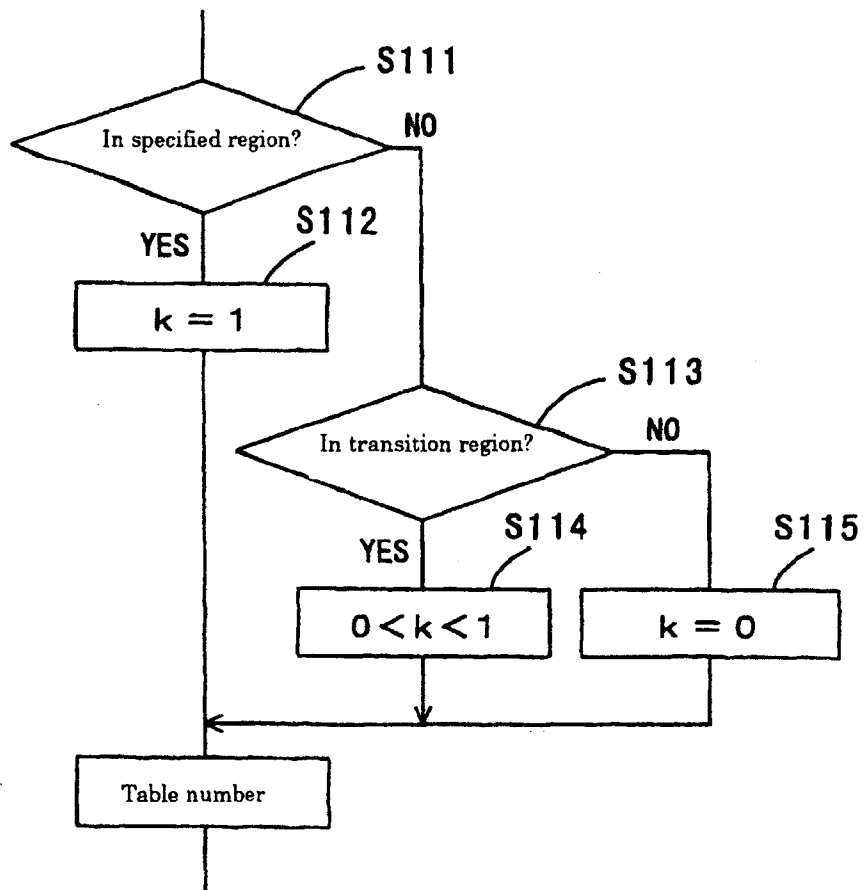 S111
In specified region?
NO
YES
S112
k = 1
S113
In transition region?
NO
YES
S114
S115
0<k<1
k = 0
Table number